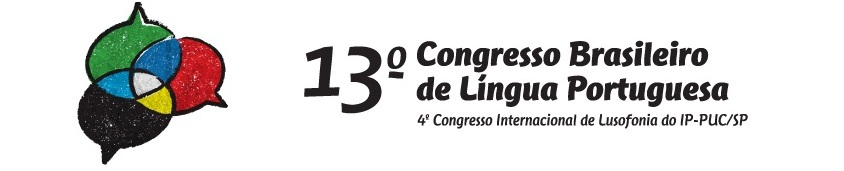 13º Congresso Brasileiro
de Língua Portuguesa
4º Congresso Internacional de Lusofonia do IP-PUC/SP